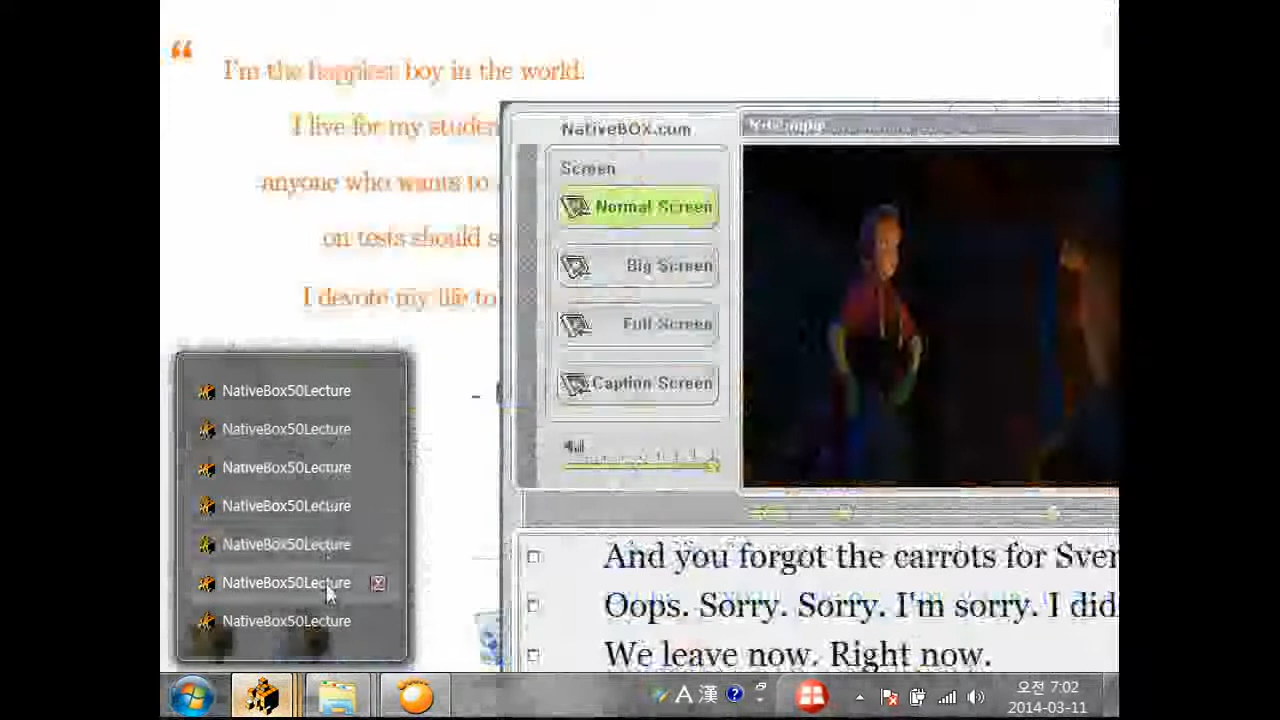 “
I'm the happiest boy in the world.
I live for my studen
anyone who wants to
on tests should s
I devote my life to
NativeBOX.com
Screen
Normal Screen
Big Screen
Full Screen
Caption Screen
NativeBox50Lecture
NativeBox50Lecture
NativeBox50Lecture
NativeBox50Lecture
NativeBox50Lecture
NativeBox50Lecture
NativeBox50Lecture
And you forgot the carrots for Sven
Oops. Sorry. Sorry. I'm sorry. I did
We leave now. Right now.
A 漢
오전 7:02
2014-03-11